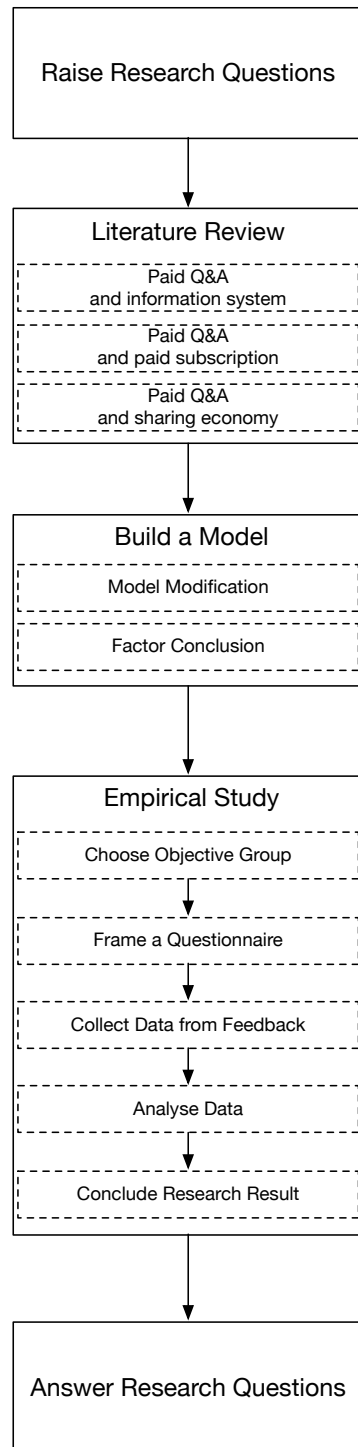 Raise Research Questions
Literature Review
Paid Q&A
and information system
Paid Q&A
and paid subscription
Paid Q&A
and sharing economy
Build a Model
Model Modification
Factor Conclusion
Empirical Study
Choose Objective Group
Frame a Questionnaire
Collect Data from Feedback
Analyse Data
Conclude Research Result
Answer Research Questions